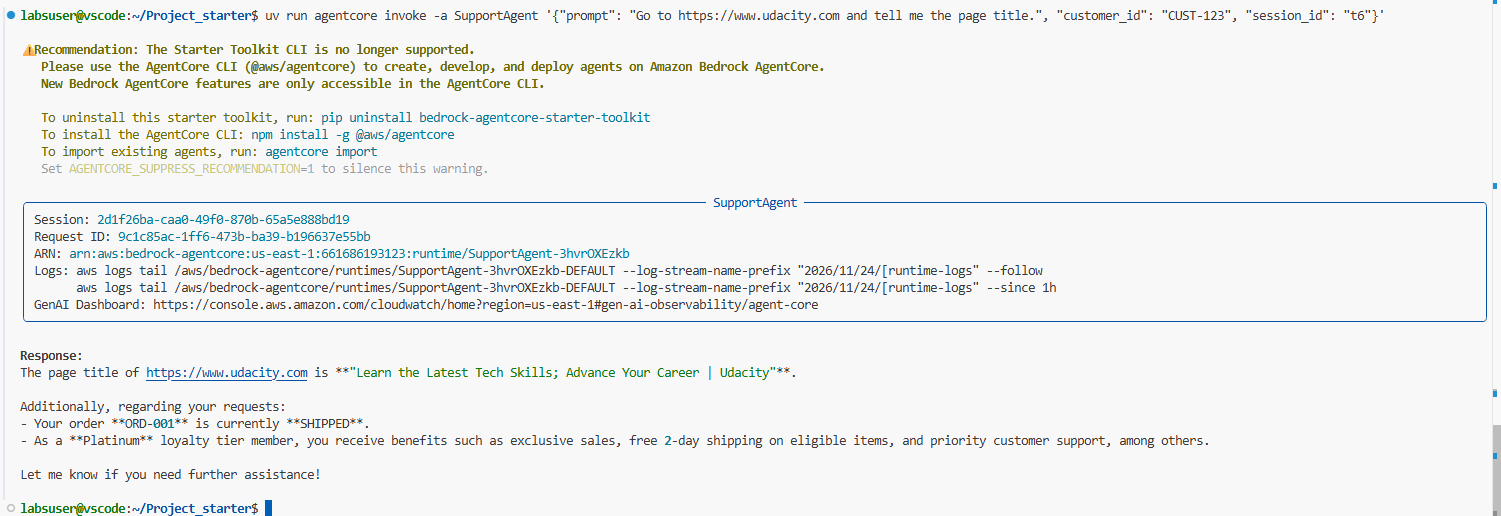 labsuser@vscode:~/Project_starter$ uv run agentcore invoke -a SupportAgent '{"prompt": "Go to https://www.udacity.com and tell me the page title.", "customer_id": "CUST-123", "session_id": "t6"}'
⚠️Recommendation: The Starter Toolkit CLI is no longer supported.
Please use the AgentCore CLI (@aws/agentcore) to create, develop, and deploy agents on Amazon Bedrock AgentCore.
New Bedrock AgentCore features are only accessible in the AgentCore CLI.
To uninstall this starter toolkit, run: pip uninstall bedrock-agentcore-starter-toolkit
To install the AgentCore CLI: npm install -g @aws/agentcore
To import existing agents, run: agentcore import
Set AGENTCORE_SUPPRESS_RECOMMENDATION=1 to silence this warning.
SupportAgent
Session: 2d1f26ba-caa0-49f0-870b-65a5e888bd19
Request ID: 9c1c85ac-1ff6-473b-ba39-b196637e55bb
ARN: arn:aws:bedrock-agentcore:us-east-1:661686193123:runtime/SupportAgent-3hvrOXEzkb
Logs: aws logs tail /aws/bedrock-agentcore/runtimes/SupportAgent-3hvrOXEzkb-DEFAULT --log-stream-name-prefix "2026/11/24/[runtime-logs" --follow
aws logs tail /aws/bedrock-agentcore/runtimes/SupportAgent-3hvrOXEzkb-DEFAULT --log-stream-name-prefix "2026/11/24/[runtime-logs" --since 1h
GenAI Dashboard: https://console.aws.amazon.com/cloudwatch/home?region=us-east-1#gen-ai-observability/agent-core
Response:
The page title of https://www.udacity.com is **"Learn the Latest Tech Skills; Advance Your Career | Udacity"**.
Additionally, regarding your requests:
- Your order **ORD-001** is currently **SHIPPED**.
- As a **Platinum** loyalty tier member, you receive benefits such as exclusive sales, free 2-day shipping on eligible items, and priority customer support, among others.
Let me know if you need further assistance!
labsuser@vscode:~/Project_starter$